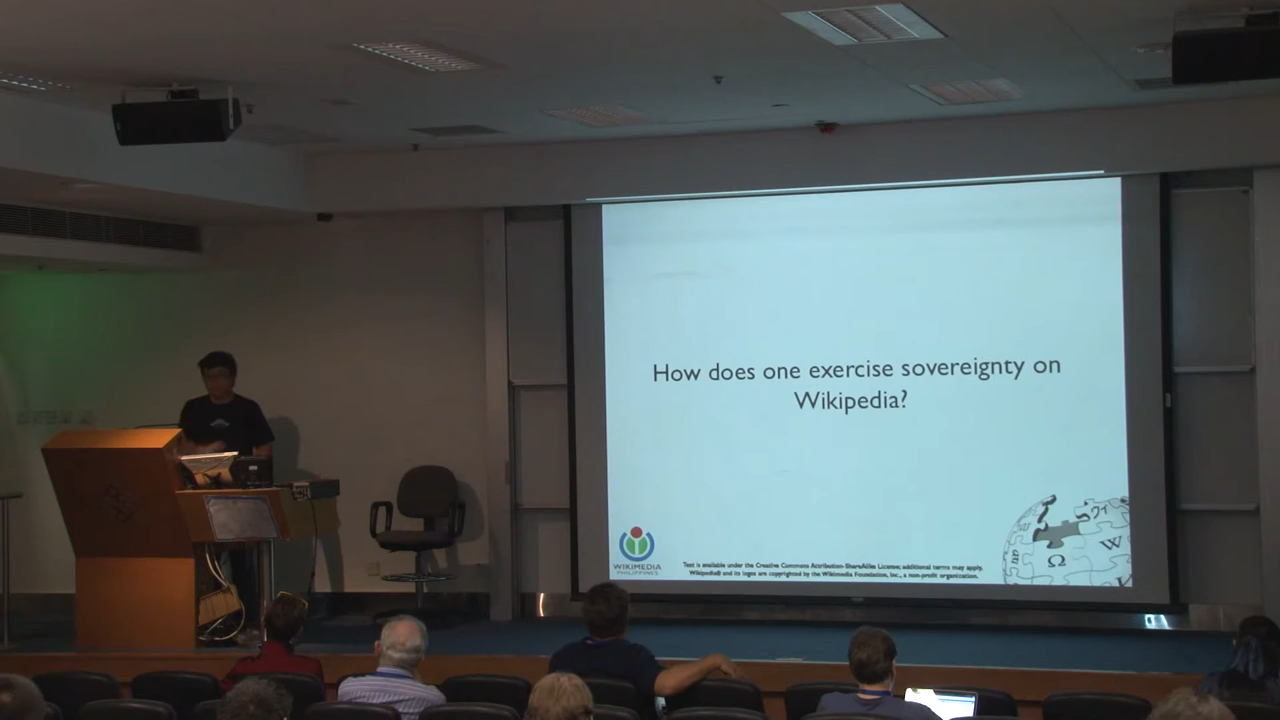 How does one exercise sovereignty on
Wikipedia?
WIKIMEDIA
PHILIPPINES
Text is available under the Creative Commons Attribution-ShareAlike License; additional terms may apply.
Wikipedia® and its logos are copyrighted by the Wikimedia Foundation, Inc., a non-profit organization.
Ω
W